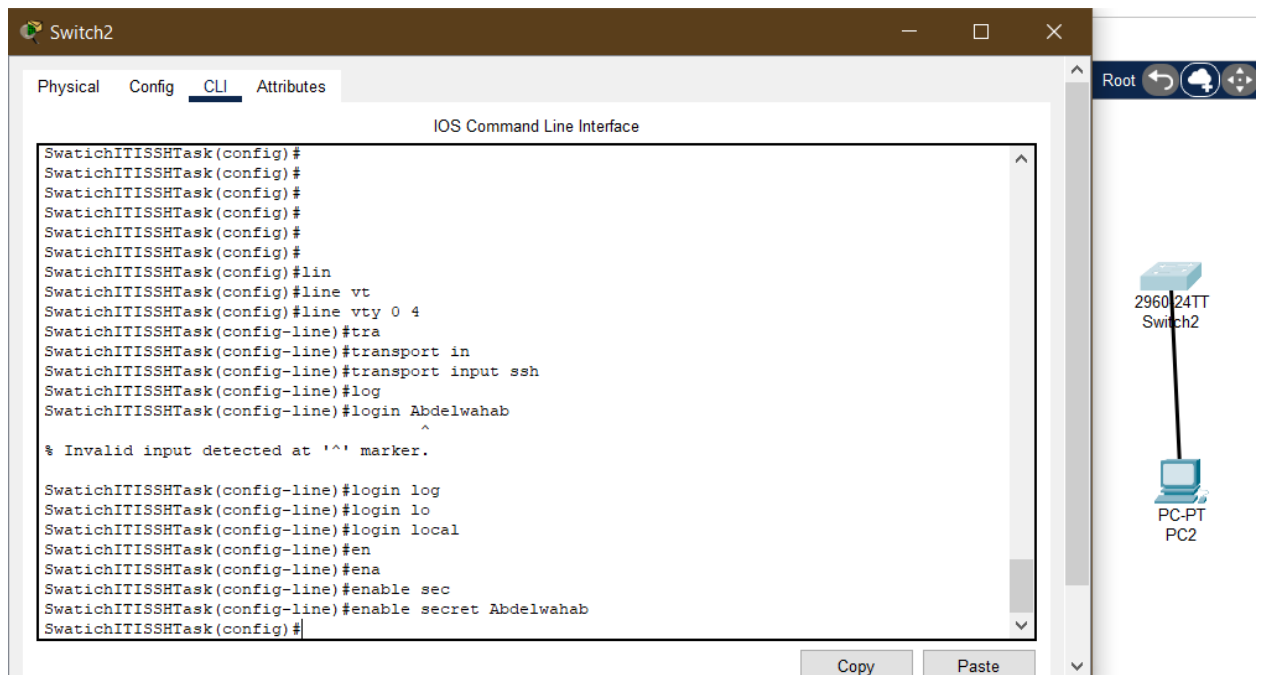 Switch2
Physical Config CLI Attributes
IOS Command Line Interface
SwatichITISSHTask(config)#
SwatichITISSHTask(config)#
SwatichITISSHTask(config)#
SwatichITISSHTask(config)#
SwatichITISSHTask(config)#
SwatichITISSHTask(config)#
SwatichITISSHTask(config)#lin
SwatichITISSHTask(config)#line vt
SwatichITISSHTask(config)#line vty 0 4
SwatichITISSHTask(config-line)#tra
SwatichITISSHTask(config-line)#transport in
SwatichITISSHTask(config-line)#transport input ssh
SwatichITISSHTask(config-line)#log
SwatichITISSHTask(config-line)#login Abdelwahab
^
% Invalid input detected at '^' marker.
SwatichITISSHTask(config-line)#login log
SwatichITISSHTask(config-line)#login lo
SwatichITISSHTask(config-line)#login local
SwatichITISSHTask(config-line)#en
SwatichITISSHTask(config-line)#ena
SwatichITISSHTask(config-line)#enable sec
SwatichITISSHTask(config-line)#enable secret Abdelwahab
SwatichITISSHTask(config)#
Copy Paste
Root
2960-24TT
Switch2
PC-PT
PC2